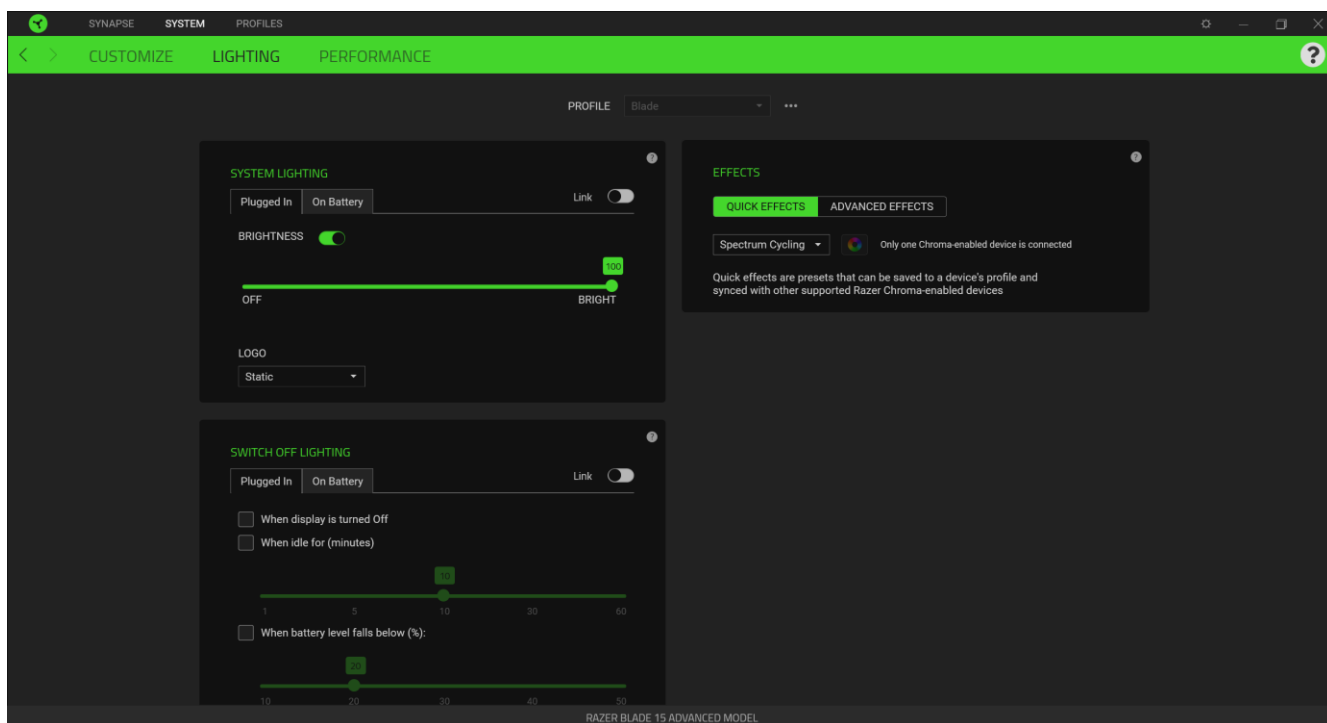 SYNAPSE SYSTEM PROFILES
CUSTOMIZE LIGHTING PERFORMANCE
?
PROFILE Blade
SYSTEM LIGHTING
Plugged In On Battery Link
BRIGHTNESS
100
OFF BRIGHT
LOGO
Static
EFFECTS
QUICK EFFECTS ADVANCED EFFECTS
Spectrum Cycling Only one Chroma-enabled device is connected
Quick effects are presets that can be saved to a device's profile and
synced with other supported Razer Chroma-enabled devices
SWITCH OFF LIGHTING
Plugged In On Battery Link
When display is turned Off
When idle for (minutes)
10
1 5 10 30 60
When battery level falls below (%):
20
10 20 30 40 50
RAZER BLADE 15 ADVANCED MODEL